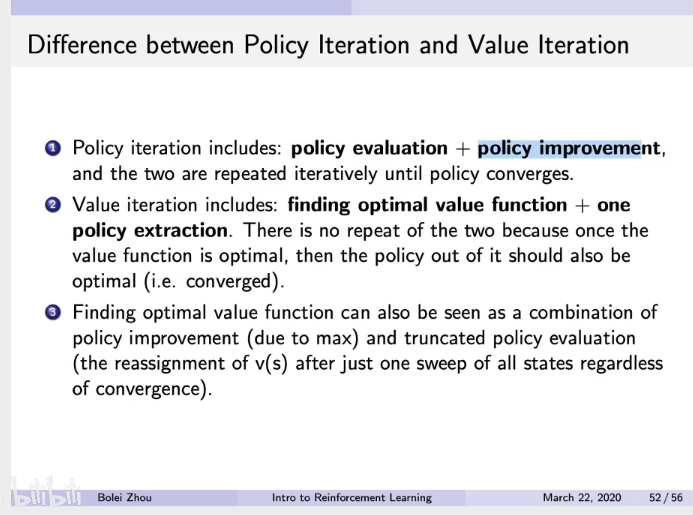 Difference between Policy Iteration and Value Iteration
1 Policy iteration includes: policy evaluation + policy improvement,
and the two are repeated iteratively until policy converges.
2 Value iteration includes: finding optimal value function + one
policy extraction. There is no repeat of the two because once the
value function is optimal, then the policy out of it should also be
optimal (i.e. converged).
3 Finding optimal value function can also be seen as a combination of
policy improvement (due to max) and truncated policy evaluation
(the reassignment of v(s) after just one sweep of all states regardless
of convergence).
bilibili Bolei Zhou Intro to Reinforcement Learning March 22, 2020 52 / 56